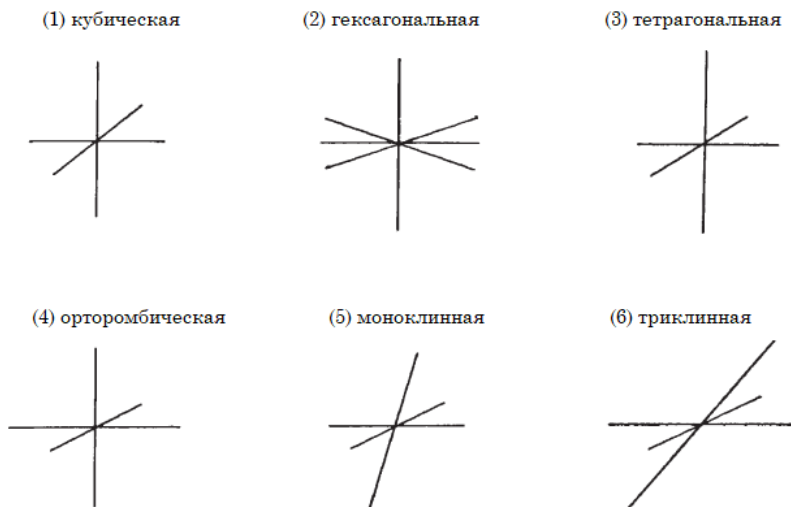 (1) кубическая
(2) гексагональная
(3) тетрагональная
(4) орторомбическая
(5) моноклинная
(6) триклинная